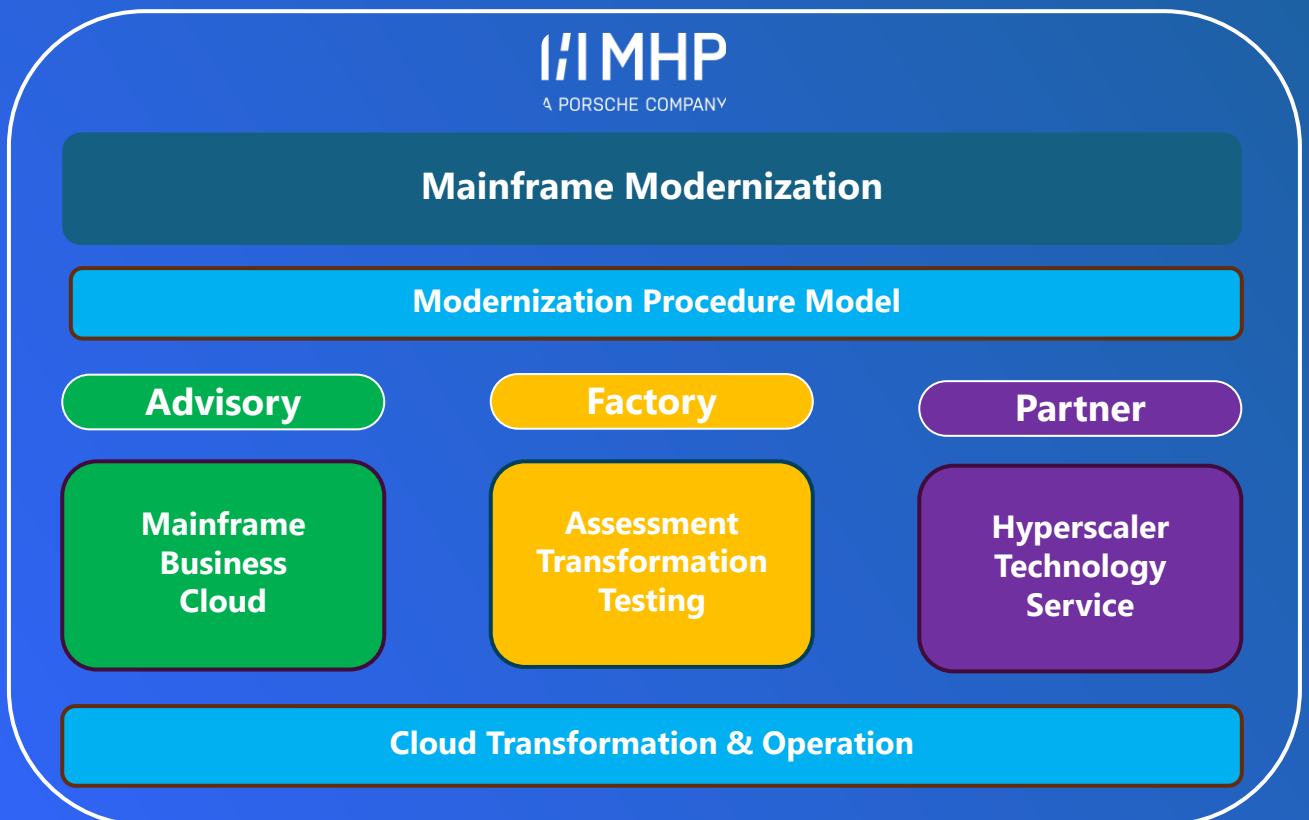 MHP
A PORSCHE COMPANY
Mainframe Modernization
Modernization Procedure Model
Advisory
Factory
Partner
Mainframe
Business
Cloud
Assessment
Transformation
Testing
Hyperscaler
Technology
Service
Cloud Transformation & Operation